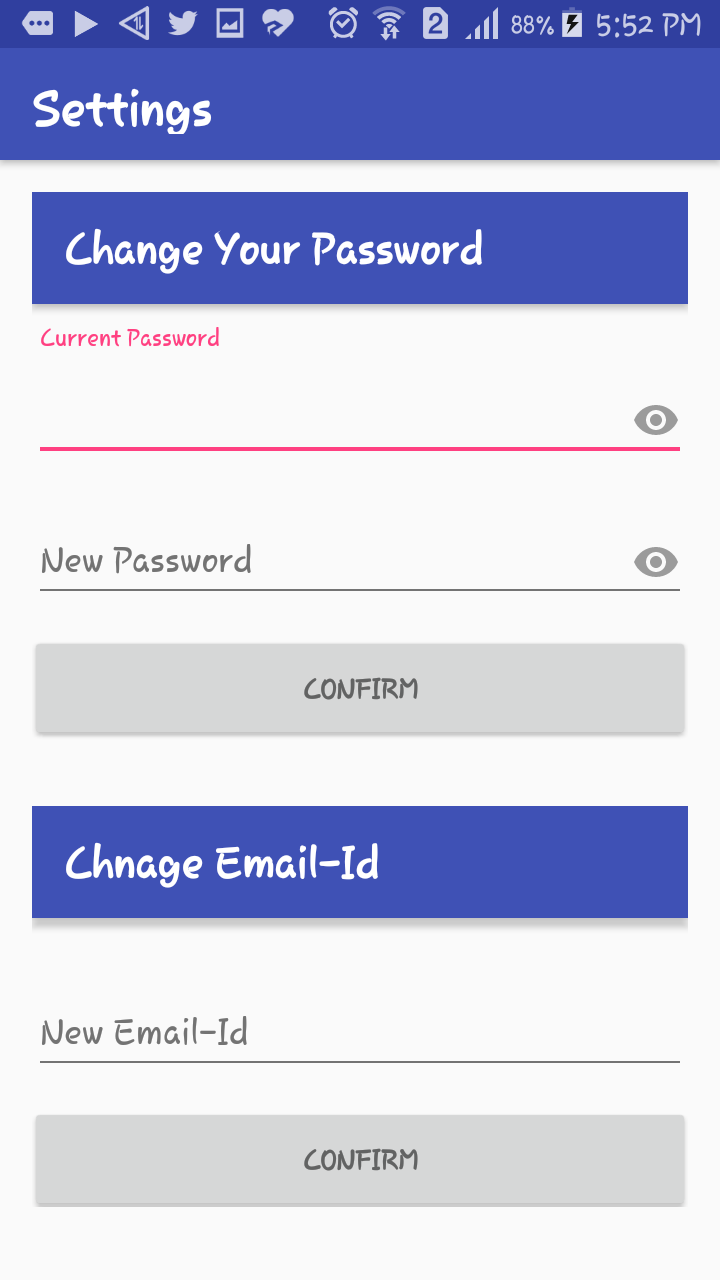 2 88% 5:52 PM
Settings
Change Your Password
Current Password
New Password
CONFIRM
Chnage Email-Id
New Email-Id
CONFIRM